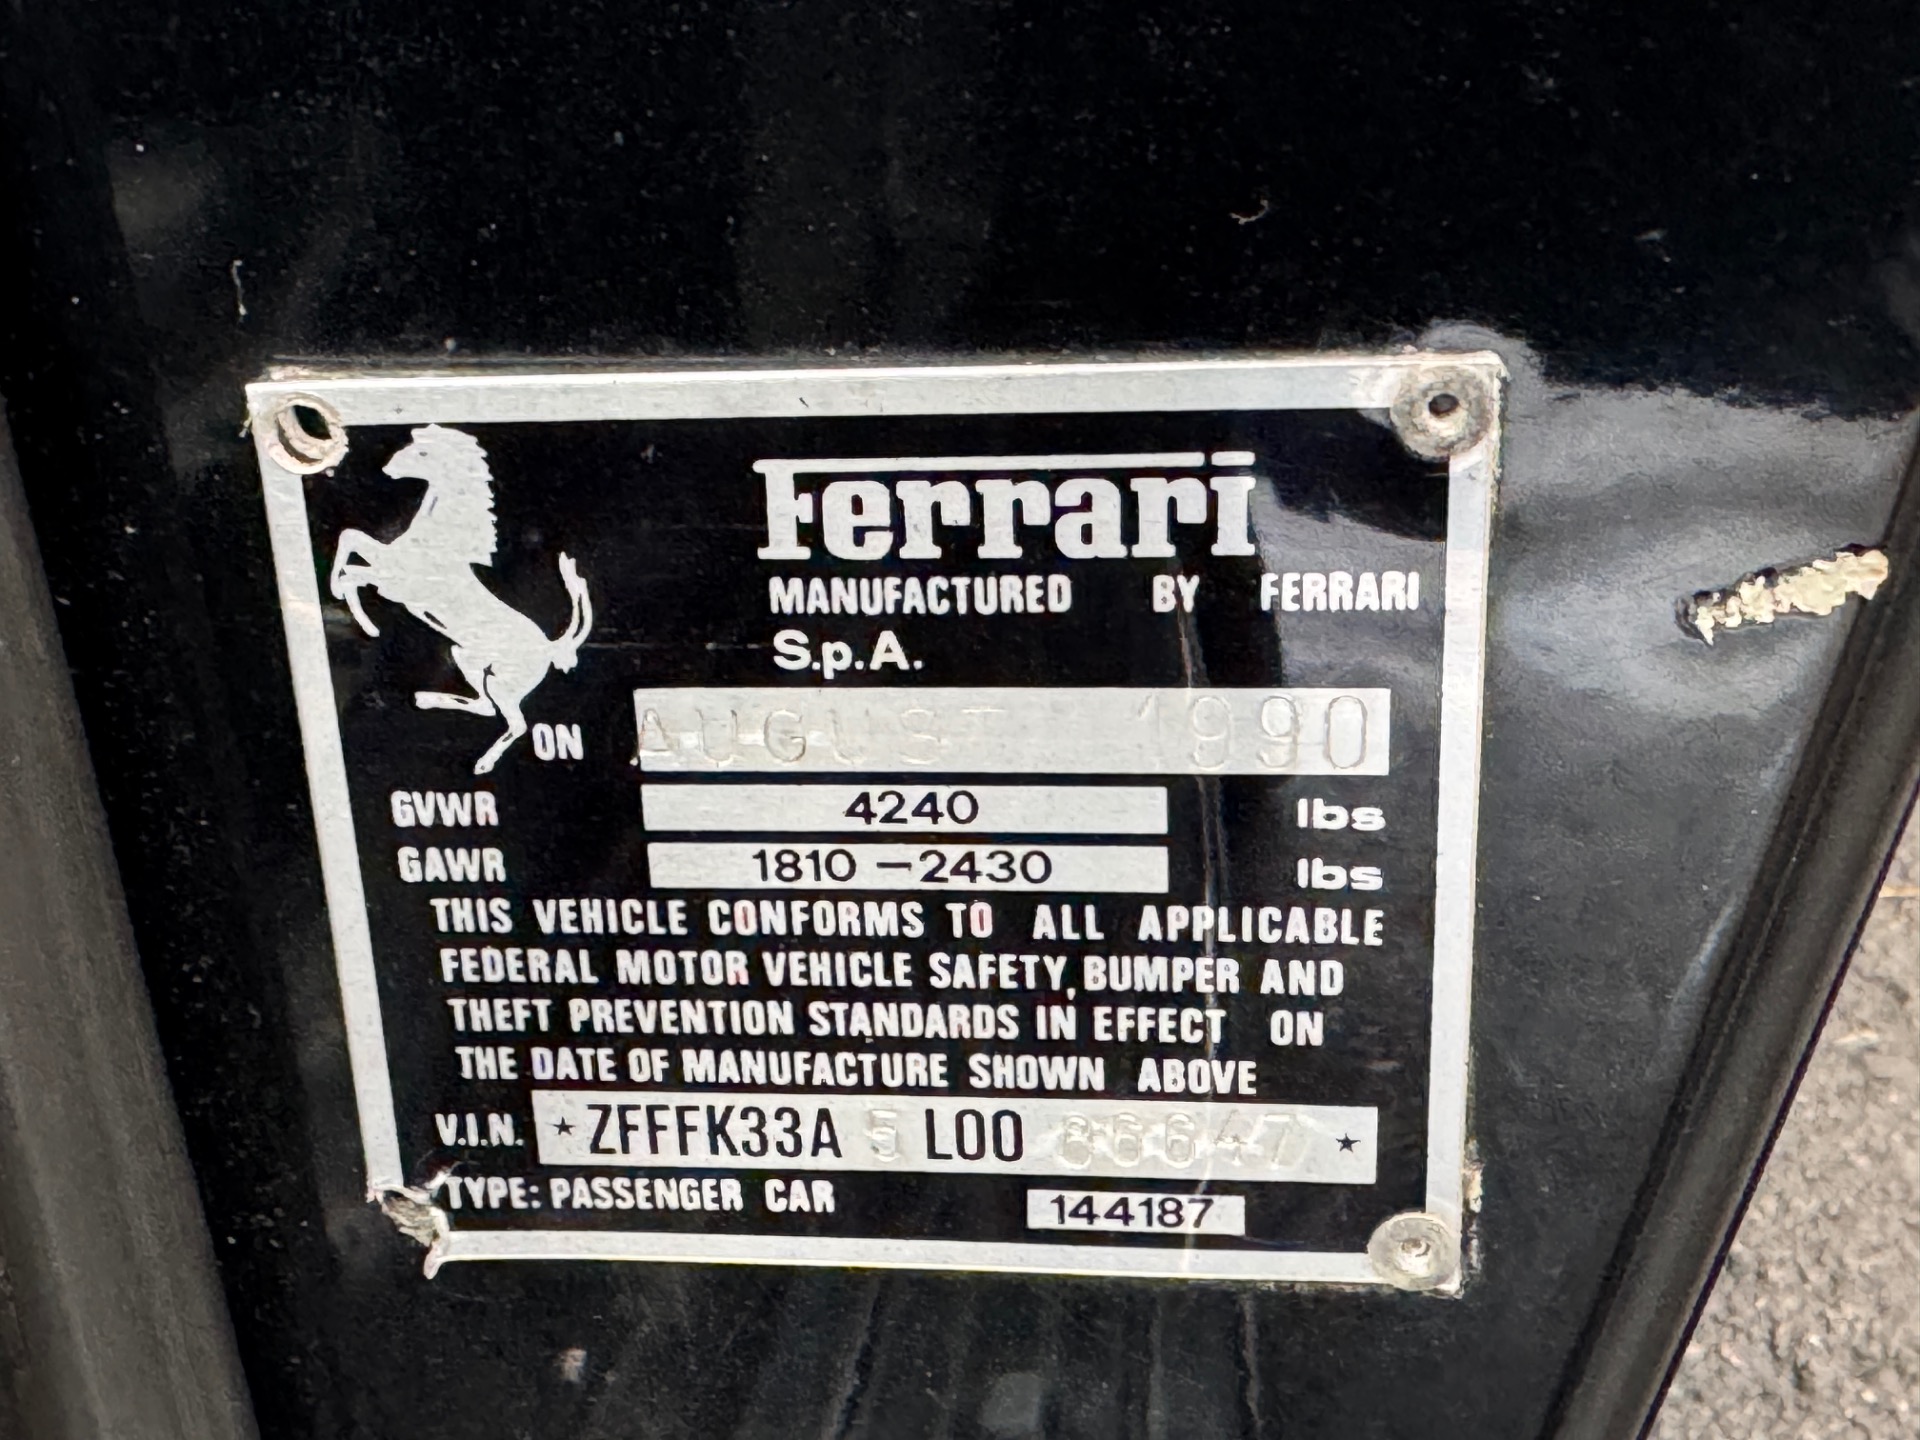 Ferrari
MANUFACTURED BY FERRARI
S.p.A.
ON AUGUST 1990
GVWR 4240 lbs
GAWR 1810-2430 lbs
THIS VEHICLE CONFORMS TO ALL APPLICABLE
FEDERAL MOTOR VEHICLE SAFETY, BUMPER AND
THEFT PREVENTION STANDARDS IN EFFECT ON
THE DATE OF MANUFACTURE SHOWN ABOVE
V.I.N. ★ ZFFFK33A 5 L00 86647 ★
TYPE: PASSENGER CAR 144187